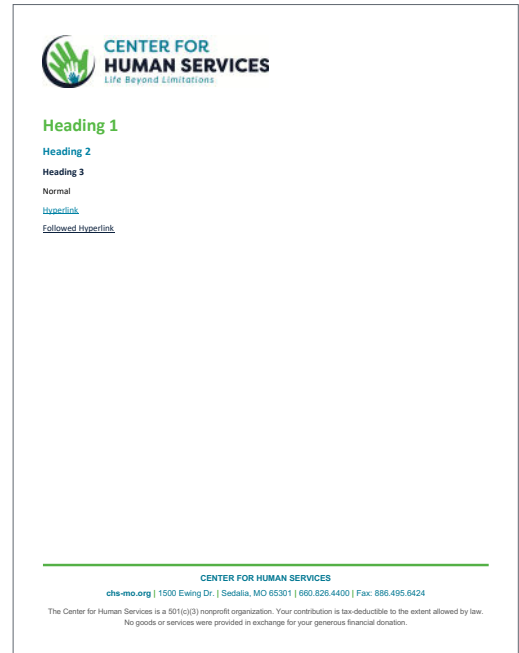 CENTER FOR
HUMAN SERVICES
Life Beyond Limitations
Heading 1
Heading 2
Heading 3
Normal
Hyperlink
Followed Hyperlink
CENTER FOR HUMAN SERVICES
chs-mo.org | 1500 Ewing Dr. | Sedalia, MO 65301 | 660.826.4400 | Fax: 886.495.6424
The Center for Human Services is a 501(c)(3) nonprofit organization. Your contribution is tax-deductible to the extent allowed by law.
No goods or services were provided in exchange for your generous financial donation.